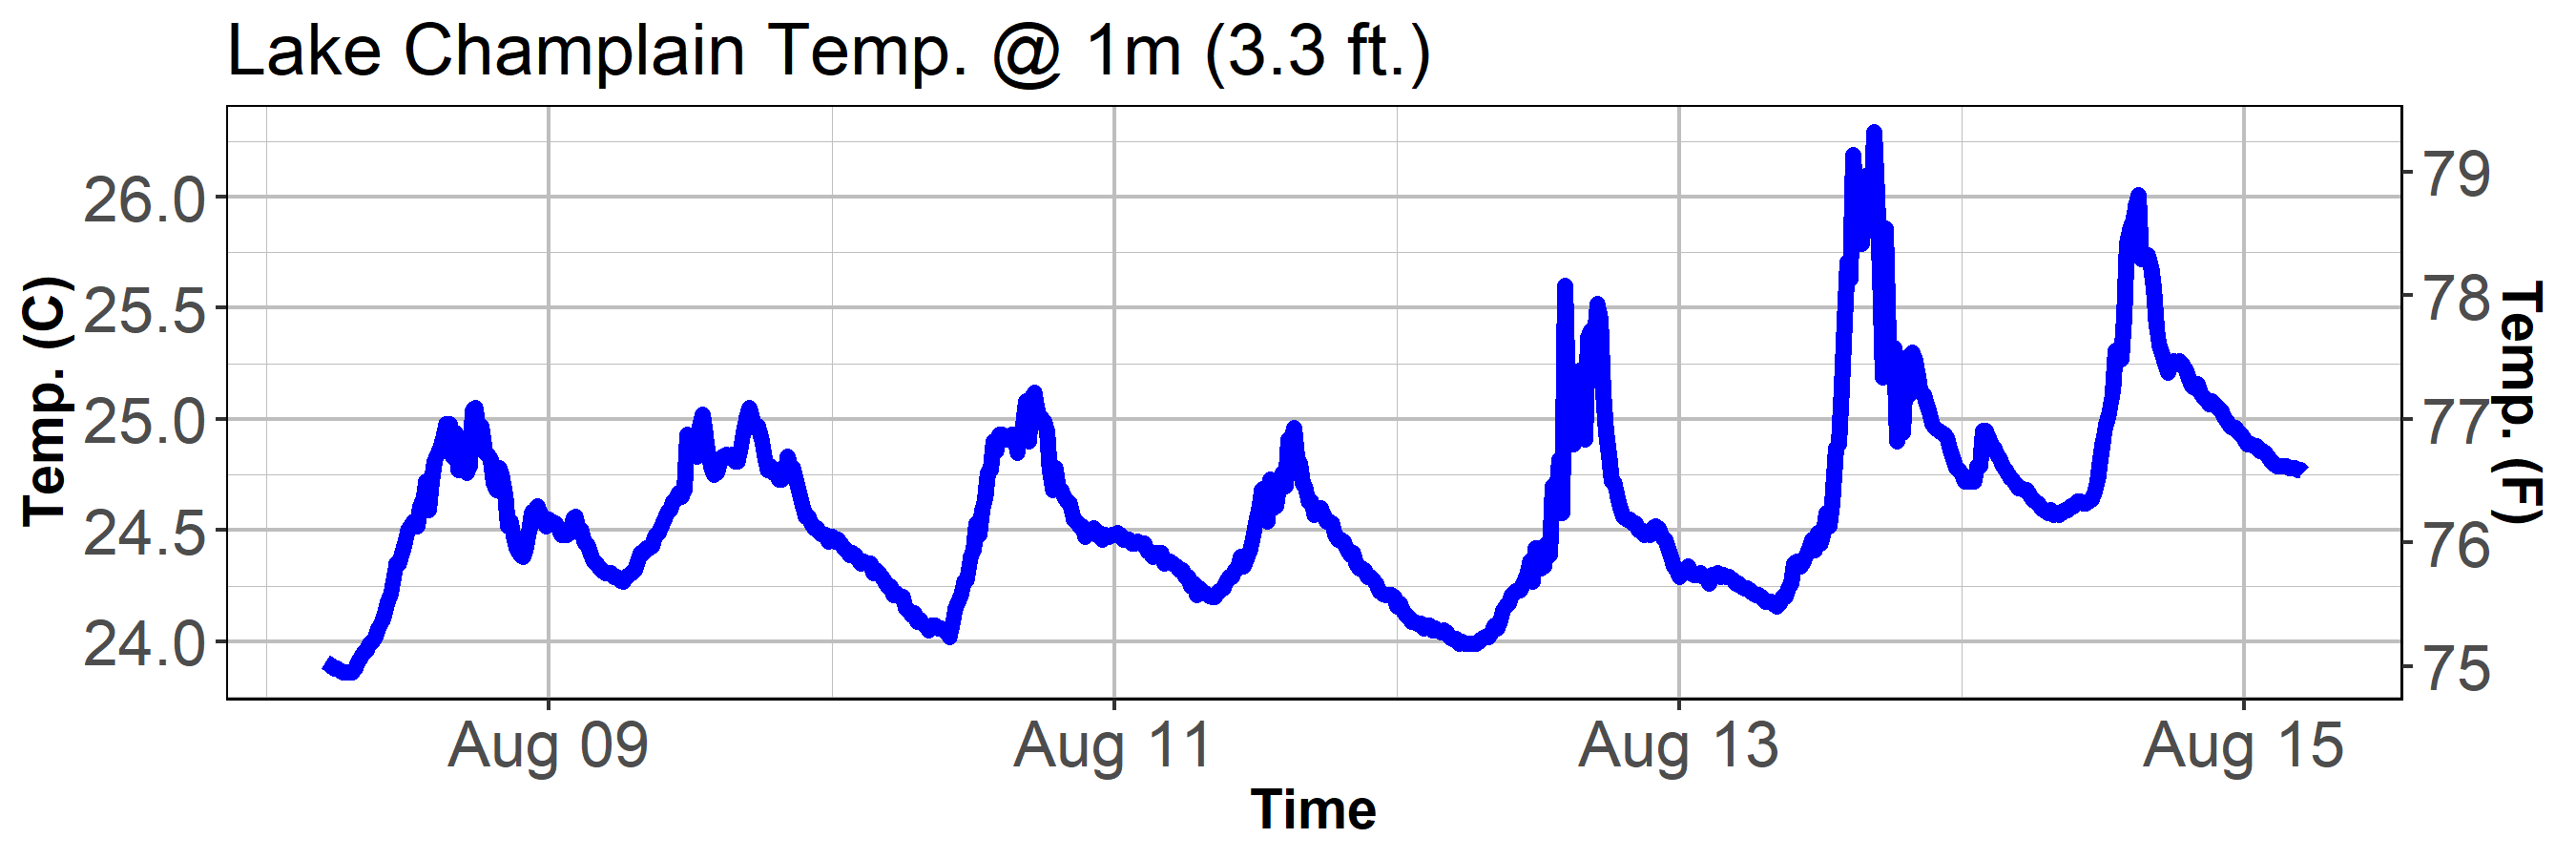 Lake Champlain Temp. @ 1m (3.3 ft.)
Temp. (C)
26.0
25.5
25.0
24.5
24.0
79
78
77
76
75
Temp. (F)
Aug 09
Aug 11
Aug 13
Aug 15
Time